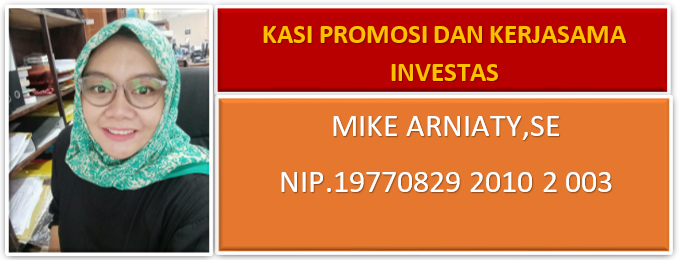 KASI PROMOSI DAN KERJASAMA
INVESTAS
MIKE ARNIATY,SE
NIP.19770829 2010 2 003